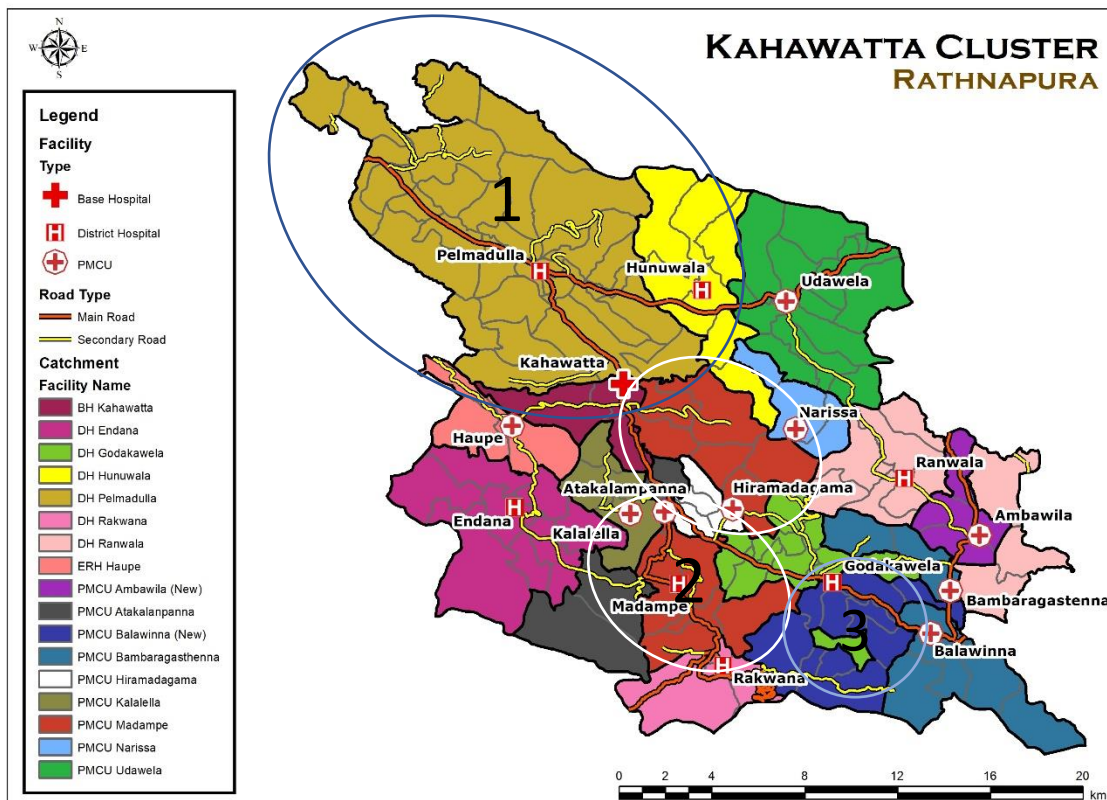 KAHAWATTA CLUSTER
RATHNAPURA
N
W E
S
Legend
Facility
Type
Base Hospital
H District Hospital
PMCU
Road Type
Main Road
Secondary Road
Catchment
Facility Name
BH Kahawatta
DH Endana
DH Godakawela
DH Hunuwala
DH Pelmadulla
DH Rakwana
DH Ranwala
ERH Haupe
PMCU Ambawila (New)
PMCU Atakalanpanna
PMCU Balawinna (New)
PMCU Bambaragasthenna
PMCU Hiramadagama
PMCU Kalalella
PMCU Madampe
PMCU Narissa
PMCU Udawela
1
Pelmadulla
H
Hunuwala
H
Udawela
Kahawatta
Narissa
Haupe
Ranwala
H
Hiramadagama
Atakalampanna
Endana
H
Ambawila
Kalalella
Godakawela
H
2
Madampe
H
Bambaragastenna
3
Balawinna
Rakwana
H
0 2 4 8 12 16 20
km